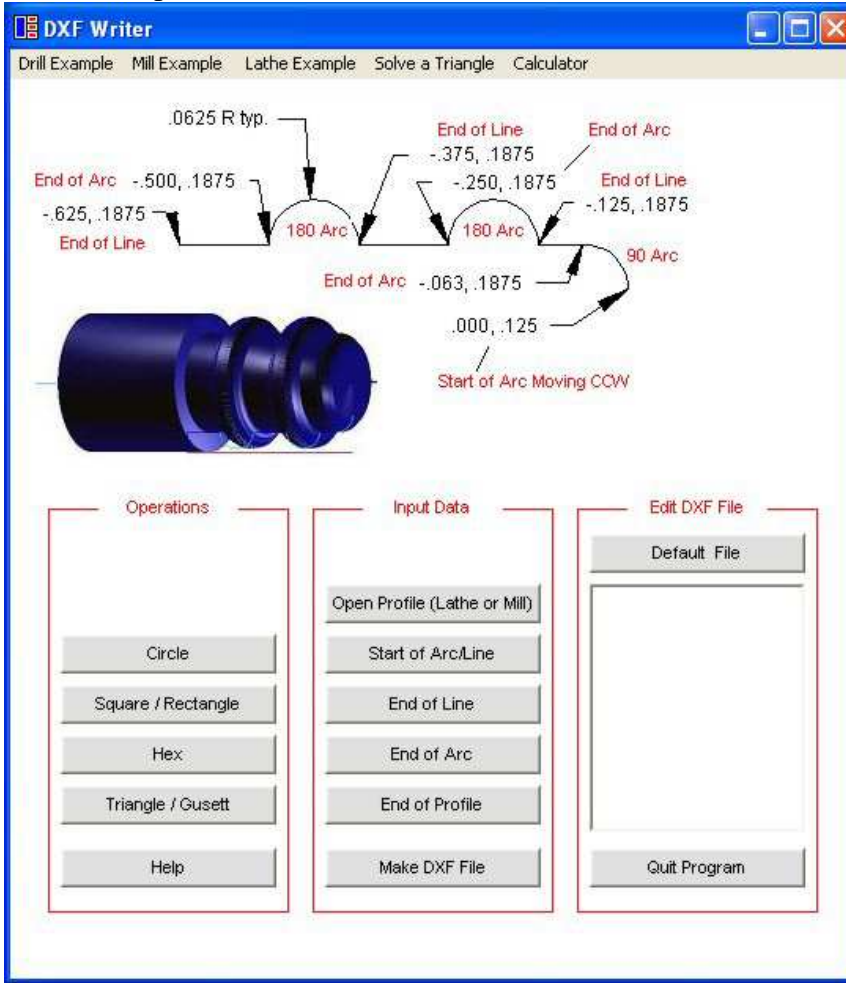 DXF Writer
Drill Example Mill Example Lathe Example Solve a Triangle Calculator
.0625 R typ.
End of Line
-.375, .1875
End of Arc
-.250, .1875
End of Arc -.500, .1875
End of Line
-.125, .1875
-.625, .1875
End of Line
180 Arc
180 Arc
90 Arc
End of Arc -.063, .1875
.000, .125
Start of Arc Moving CCW
Operations
Circle
Square / Rectangle
Hex
Triangle / Gusett
Help
Input Data
Open Profile (Lathe or Mill)
Start of Arc/Line
End of Line
End of Arc
End of Profile
Make DXF File
Edit DXF File
Default File
Quit Program